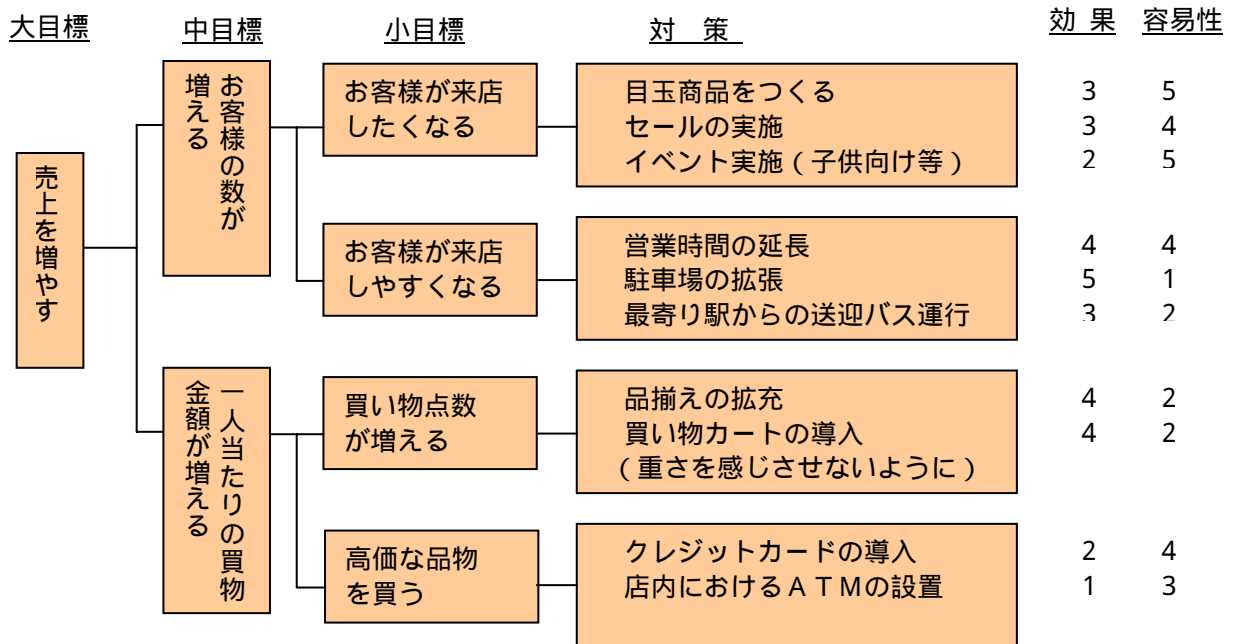 大目標 中目標 小目標 対 策 効 果 容易性
売上を増やす
お客様の数が
増える
お客様が来店
したくなる
目玉商品をつくる 3 5
セールの実施 3 4
イベント実施(子供向け等) 2 5
お客様が来店
しやすくなる
営業時間の延長 4 4
駐車場の拡張 5 1
最寄り駅からの送迎バス運行 3 2
一人当たりの買物
金額が増える
買い物点数
が増える
品揃えの拡充 4 2
買い物カートの導入 4 2
(重さを感じさせないように)
高価な品物
を買う
クレジットカードの導入 2 4
店内におけるATMの設置 1 3